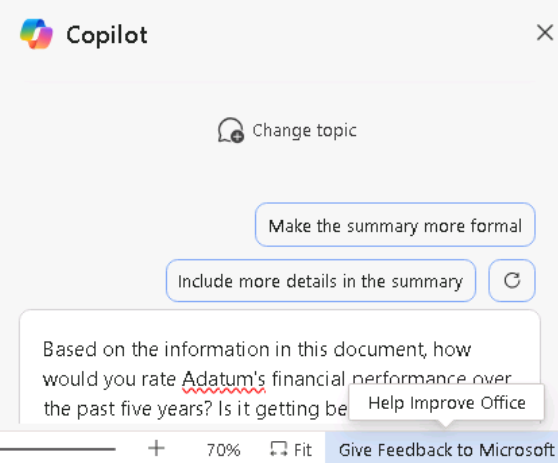 Copilot
Change topic
Make the summary more formal
Include more details in the summary
Based on the information in this document, how
would you rate Adatum's financial performance over
the past five years? Is it getting be
Help Improve Office
70%
Fit
Give Feedback to Microsoft